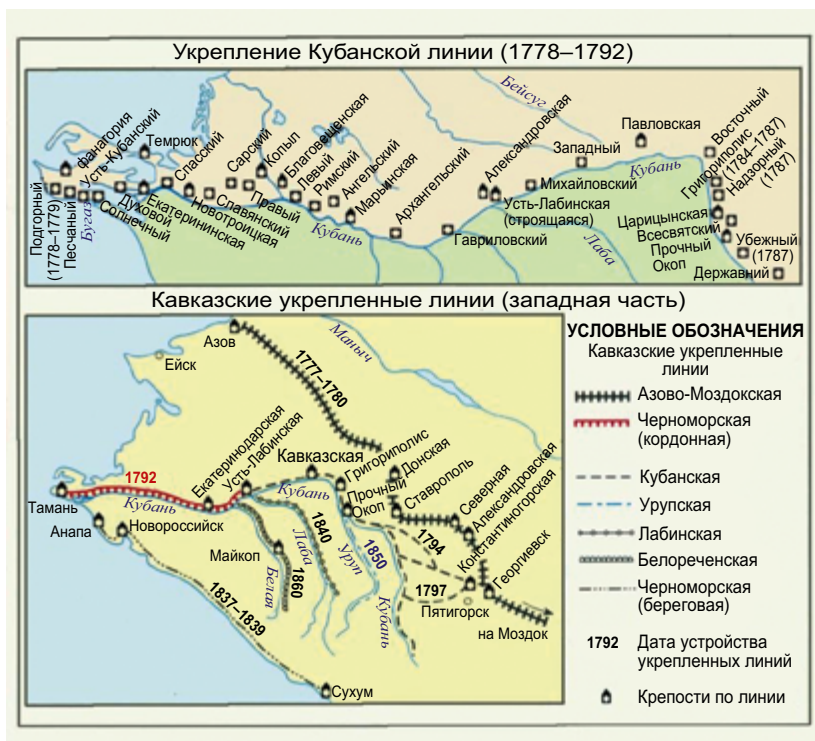 Укрепление Кубанской линии (1778–1792)
Бейсуг
фанатория
Усть-Кубанский
Темрюк
Спасский
Сарский
Копыл
Благовещенская
Левый
Римский
Ангельский
Марьинская
Архангельский
Александровская
Западный
Павловская
Восточный
Григориполис
(1784–1787)
Надзорный
(1787)
Кубань
Подгорный
(1778–1779)
Песчаный
Бугаз
Солнечный
Духовой
Екатерининская
Новотроицкая
Славянский
Правый
Кубань
Гавриловский
Усть-Лабинская
(строящаяся)
Михайловский
Лаба
Царицынская
Всесвятский
Прочный
Окоп
Убежный
(1787)
Державний
Кавказские укрепленные линии (западная часть)
Азов
Ейск
Маныч
1777–1780
Екатеринодарская
Усть-Лабинская
Кавказская
Григориполис
Донская
Прочный
Окоп
Ставрополь
Северная
Александровская
Константиногорская
Георгиевск
1792
Тамань
Кубань
Кубань
Анапа
Новороссийск
Майкоп
Белая
1860
Лаба
1840
Уруп
1850
Кубань
1794
1797
Пятигорск
на Моздок
1837–1839
Сухум
УСЛОВНЫЕ ОБОЗНАЧЕНИЯ
Кавказские укрепленные
линии
Азово-Моздокская
Черноморская
(кордонная)
Кубанская
Урупская
Лабинская
Белореченская
Черноморская
(береговая)
1792 Дата устройства
укрепленных линий
Крепости по линии